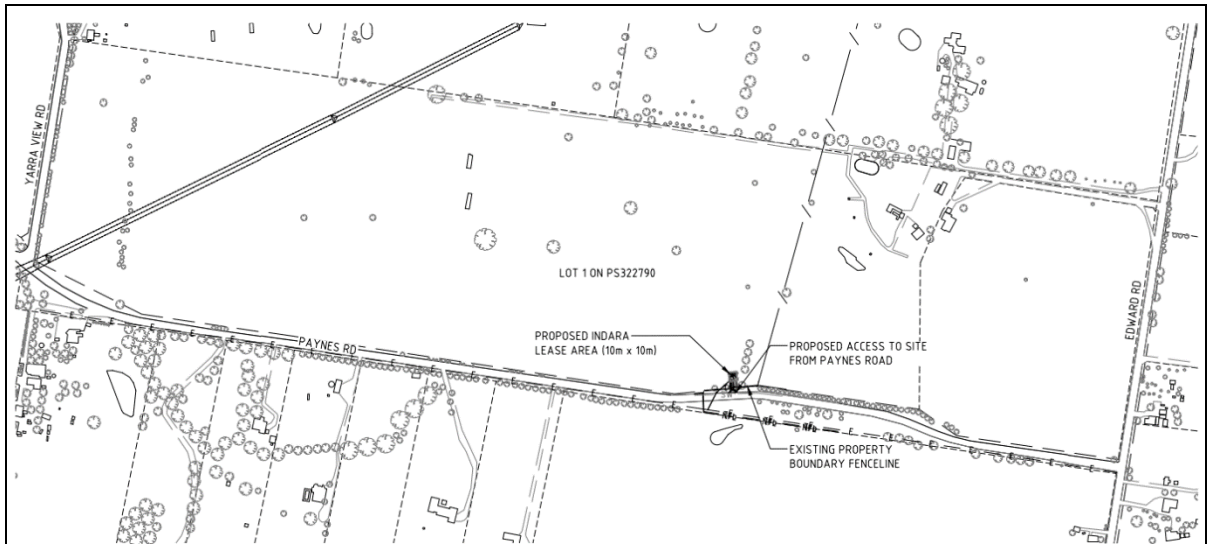 YARRA VIEW RD
LOT 1 ON PS322790
EDWARD RD
PROPOSED INDARA
LEASE AREA (10m x 10m)
PROPOSED ACCESS TO SITE
FROM PAYNES ROAD
PAYNES RD
EXISTING PROPERTY
BOUNDARY FENCELINE